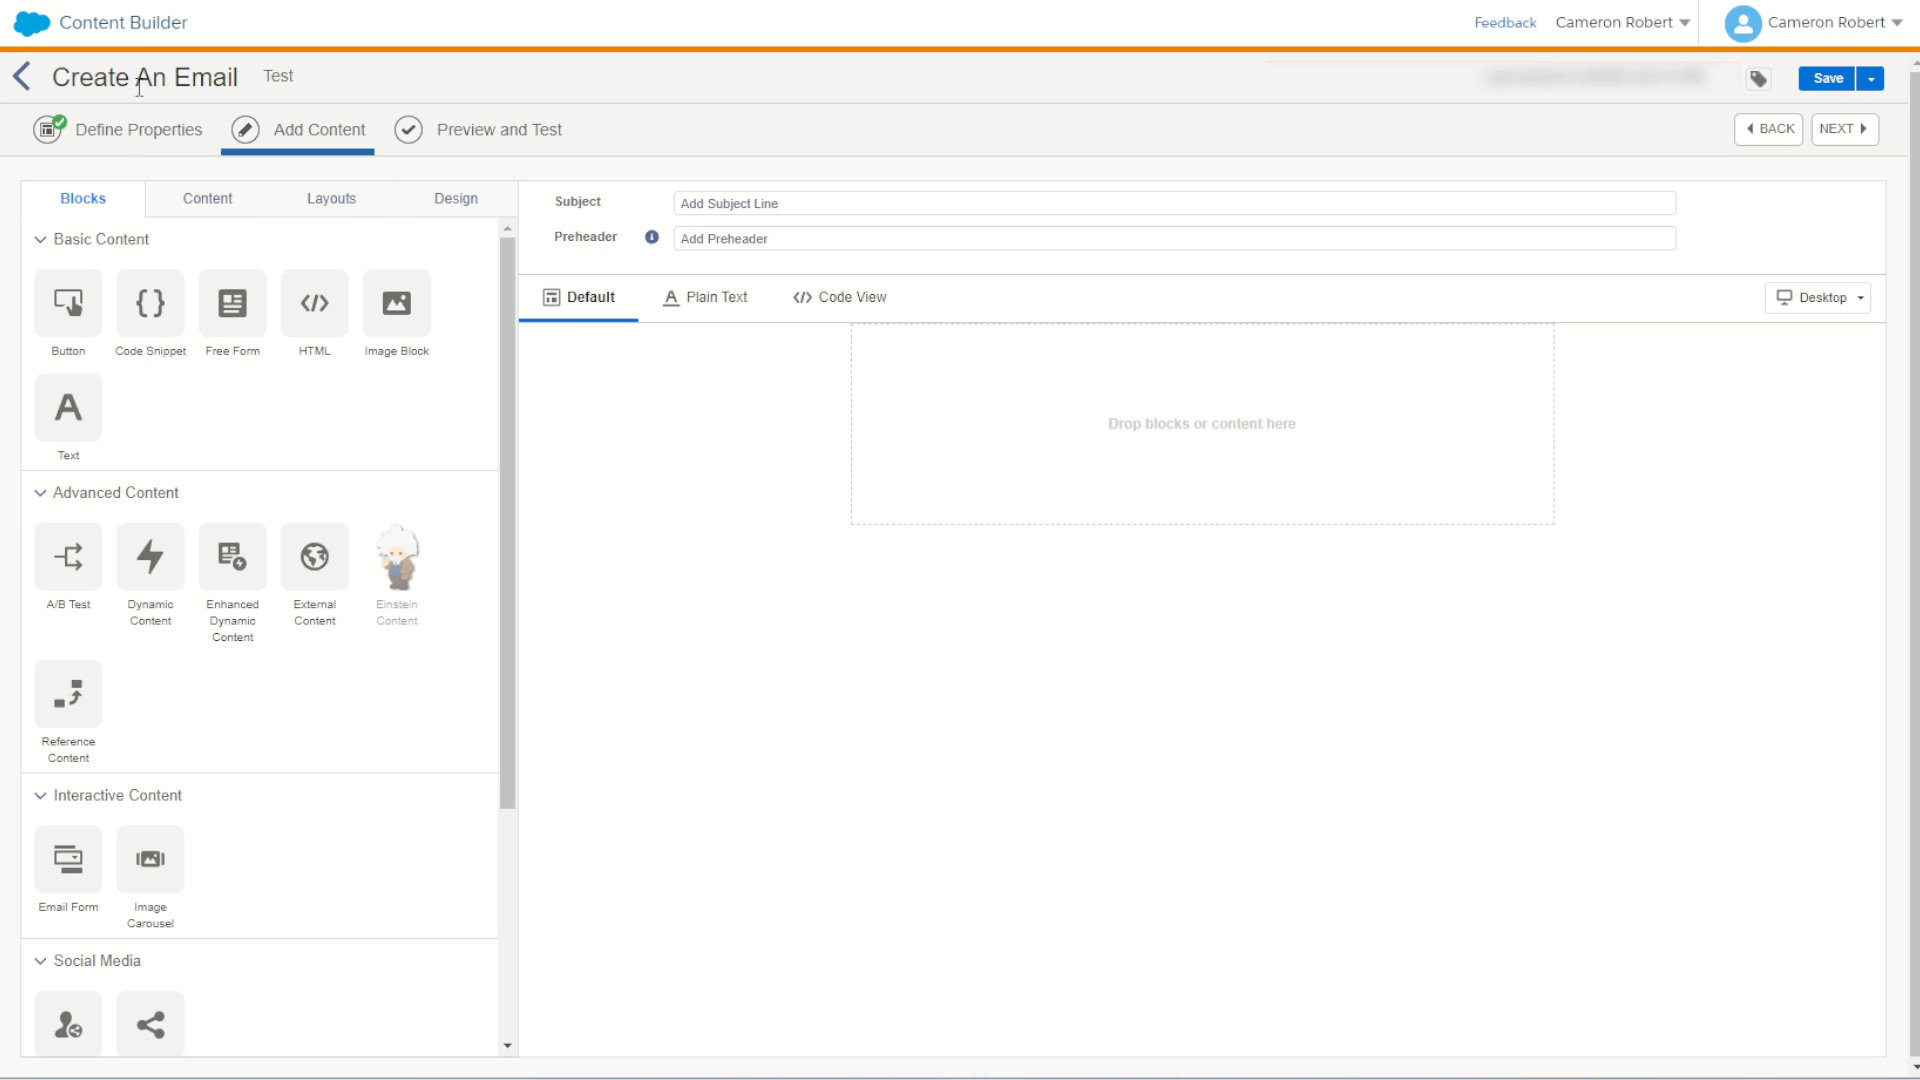 Content Builder
Feedback
Cameron Robert
Cameron Robert
Create An Email
Test
Save
Define Properties
Add Content
Preview and Test
BACK
NEXT
Blocks
Content
Layouts
Design
Subject
Add Subject Line
Preheader
Add Preheader
Basic Content
Button
Code Snippet
Free Form
HTML
Image Block
Text
Default
Plain Text
Code View
Desktop
Drop blocks or content here
Advanced Content
A/B Test
Dynamic
Content
Enhanced
Dynamic
Content
External
Content
Einstein
Content
Reference
Content
Interactive Content
Email Form
Image
Carousel
Social Media